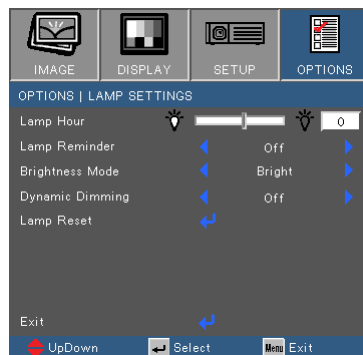 IMAGE DISPLAY SETUP OPTIONS
OPTIONS | LAMP SETTINGS
Lamp Hour 0
Lamp Reminder Off
Brightness Mode Bright
Dynamic Dimming Off
Lamp Reset
Exit
UpDown Select Menu Exit